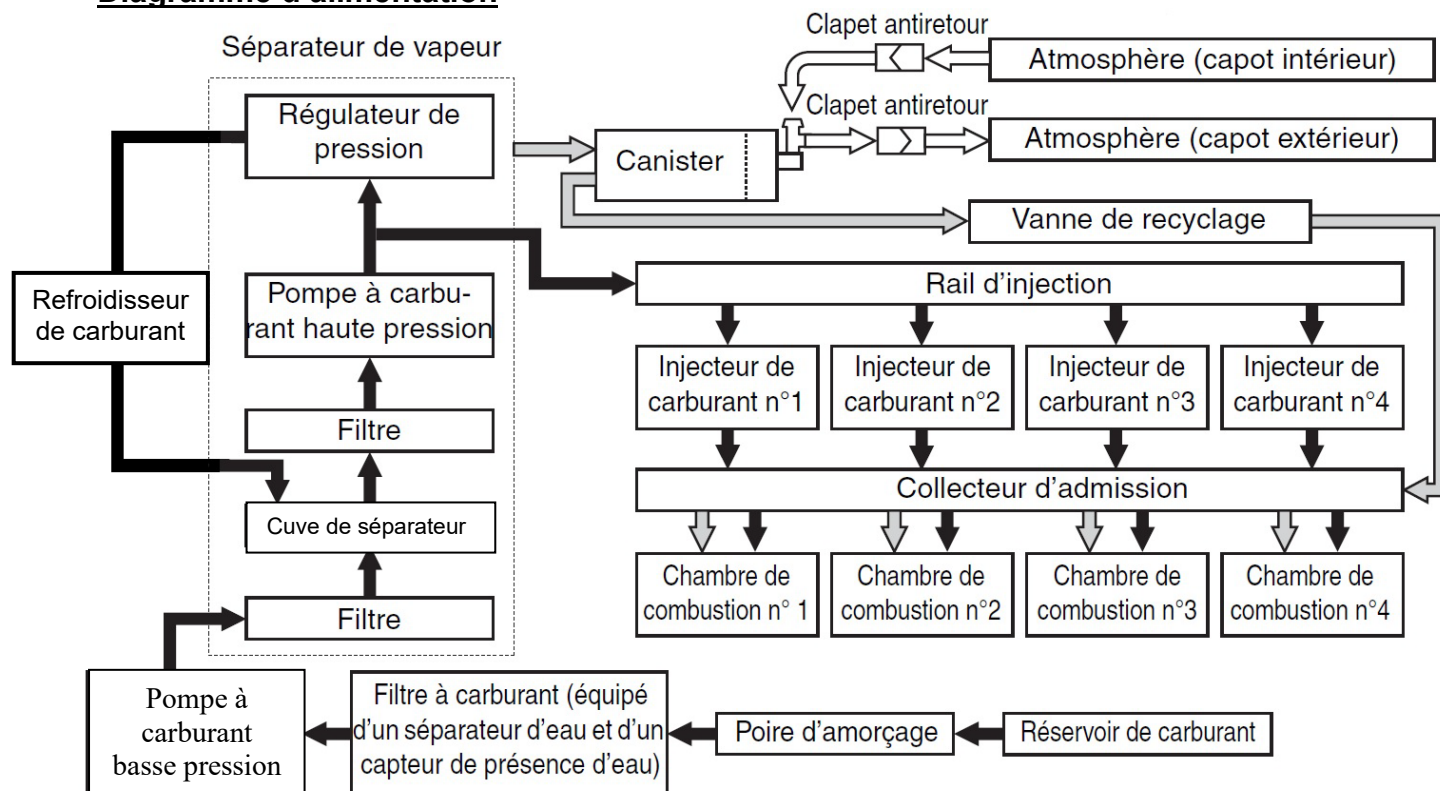 Diagramme d'alimentation
Séparateur de vapeur
Clapet antiretour
Atmosphère (capot intérieur)
Régulateur de
pression
Clapet antiretour
Atmosphère (capot extérieur)
Canister
Vanne de recyclage
Refroidisseur
de carburant
Pompe à carbu-
rant haute pression
Rail d'injection
Injecteur de
carburant n°1
Injecteur de
carburant n°2
Injecteur de
carburant n°3
Injecteur de
carburant n°4
Filtre
Collecteur d'admission
Cuve de séparateur
Chambre de
combustion n° 1
Chambre de
combustion n°2
Chambre de
combustion n°3
Chambre de
combustion n°4
Filtre
Pompe à
carburant
basse pression
Filtre à carburant (équipé
d'un séparateur d'eau et d'un
capteur de présence d'eau)
Poire d'amorçage
Réservoir de carburant